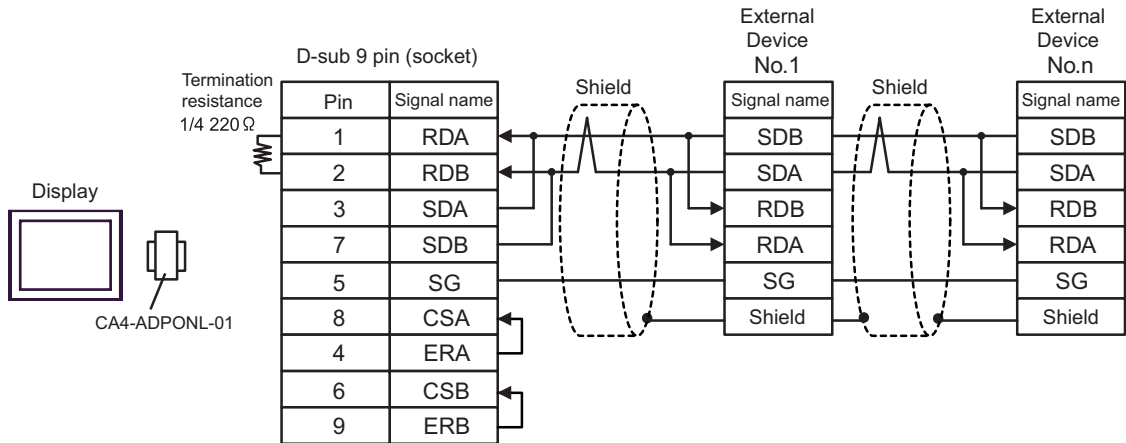 External
Device
No.1
External
Device
No.n
D-sub 9 pin (socket)
Termination
resistance
1/4 220Ω
Shield
Shield
Pin Signal name Signal name Signal name
1 RDA SDB SDB
2 RDB SDA SDA
3 SDA RDB RDB
7 SDB RDA RDA
5 SG SG SG
8 CSA Shield Shield
4 ERA
6 CSB
9 ERB
Display
CA4-ADPONL-01